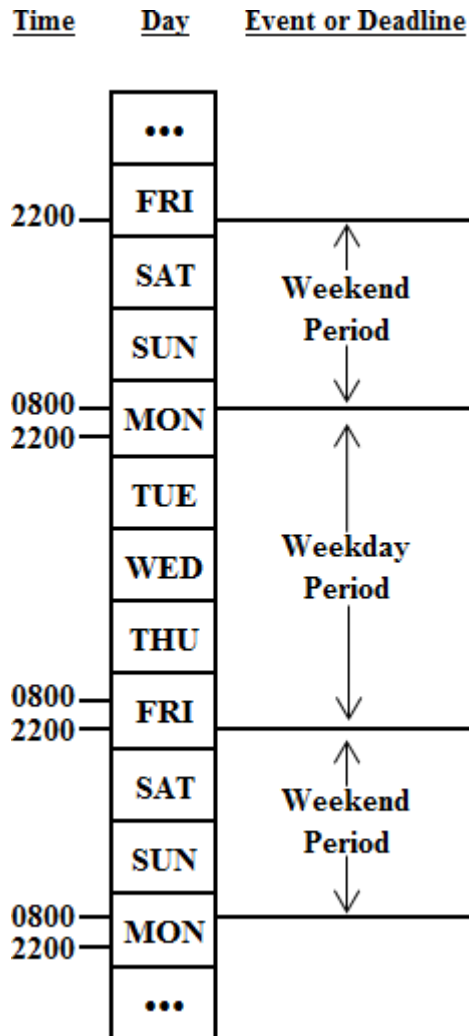 Time Day Event or Deadline
•••
FRI
2200
SAT
Weekend
Period
SUN
0800
MON
2200
TUE
WED
Weekday
Period
THU
0800
FRI
2200
SAT
Weekend
Period
SUN
0800
MON
2200
•••